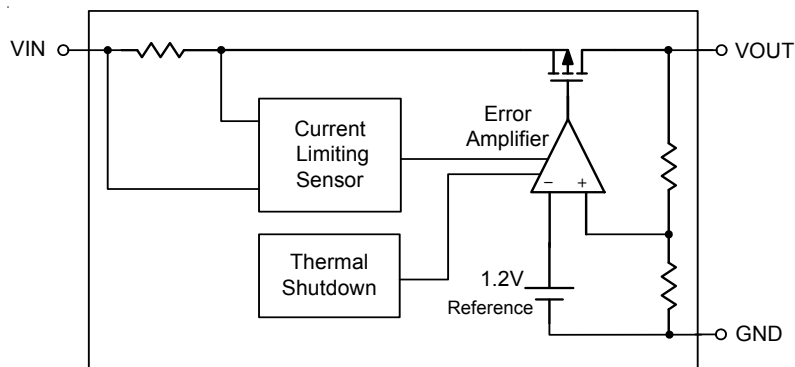 VIN
VOUT
Current
Limiting
Sensor
Error
Amplifier
− +
Thermal
Shutdown
1.2V
Reference
GND